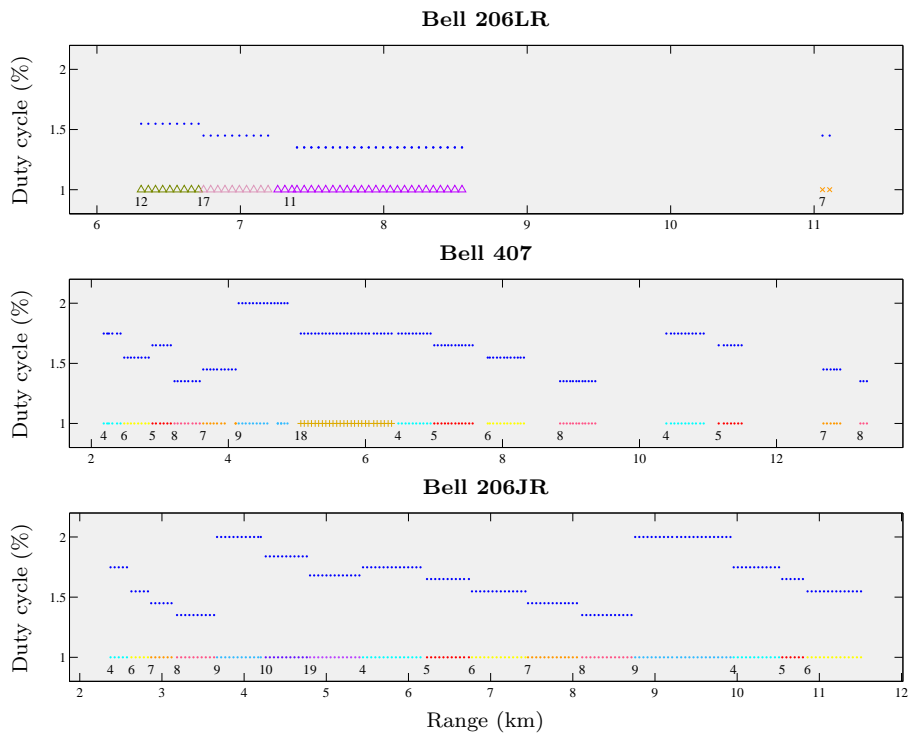 Bell 206LR
Duty cycle (%)
2
1.5
1
12 17 11 7
6 7 8 9 10 11
Bell 407
Duty cycle (%)
2
1.5
1
4 6 5 8 7 9 18 4 5 6 8 4 5 7 8
2 4 6 8 10 12
Bell 206JR
Duty cycle (%)
2
1.5
1
4 6 7 8 9 10 19 4 5 6 7 8 9 4 5 6
2 3 4 5 6 7 8 9 10 11 12
Range (km)